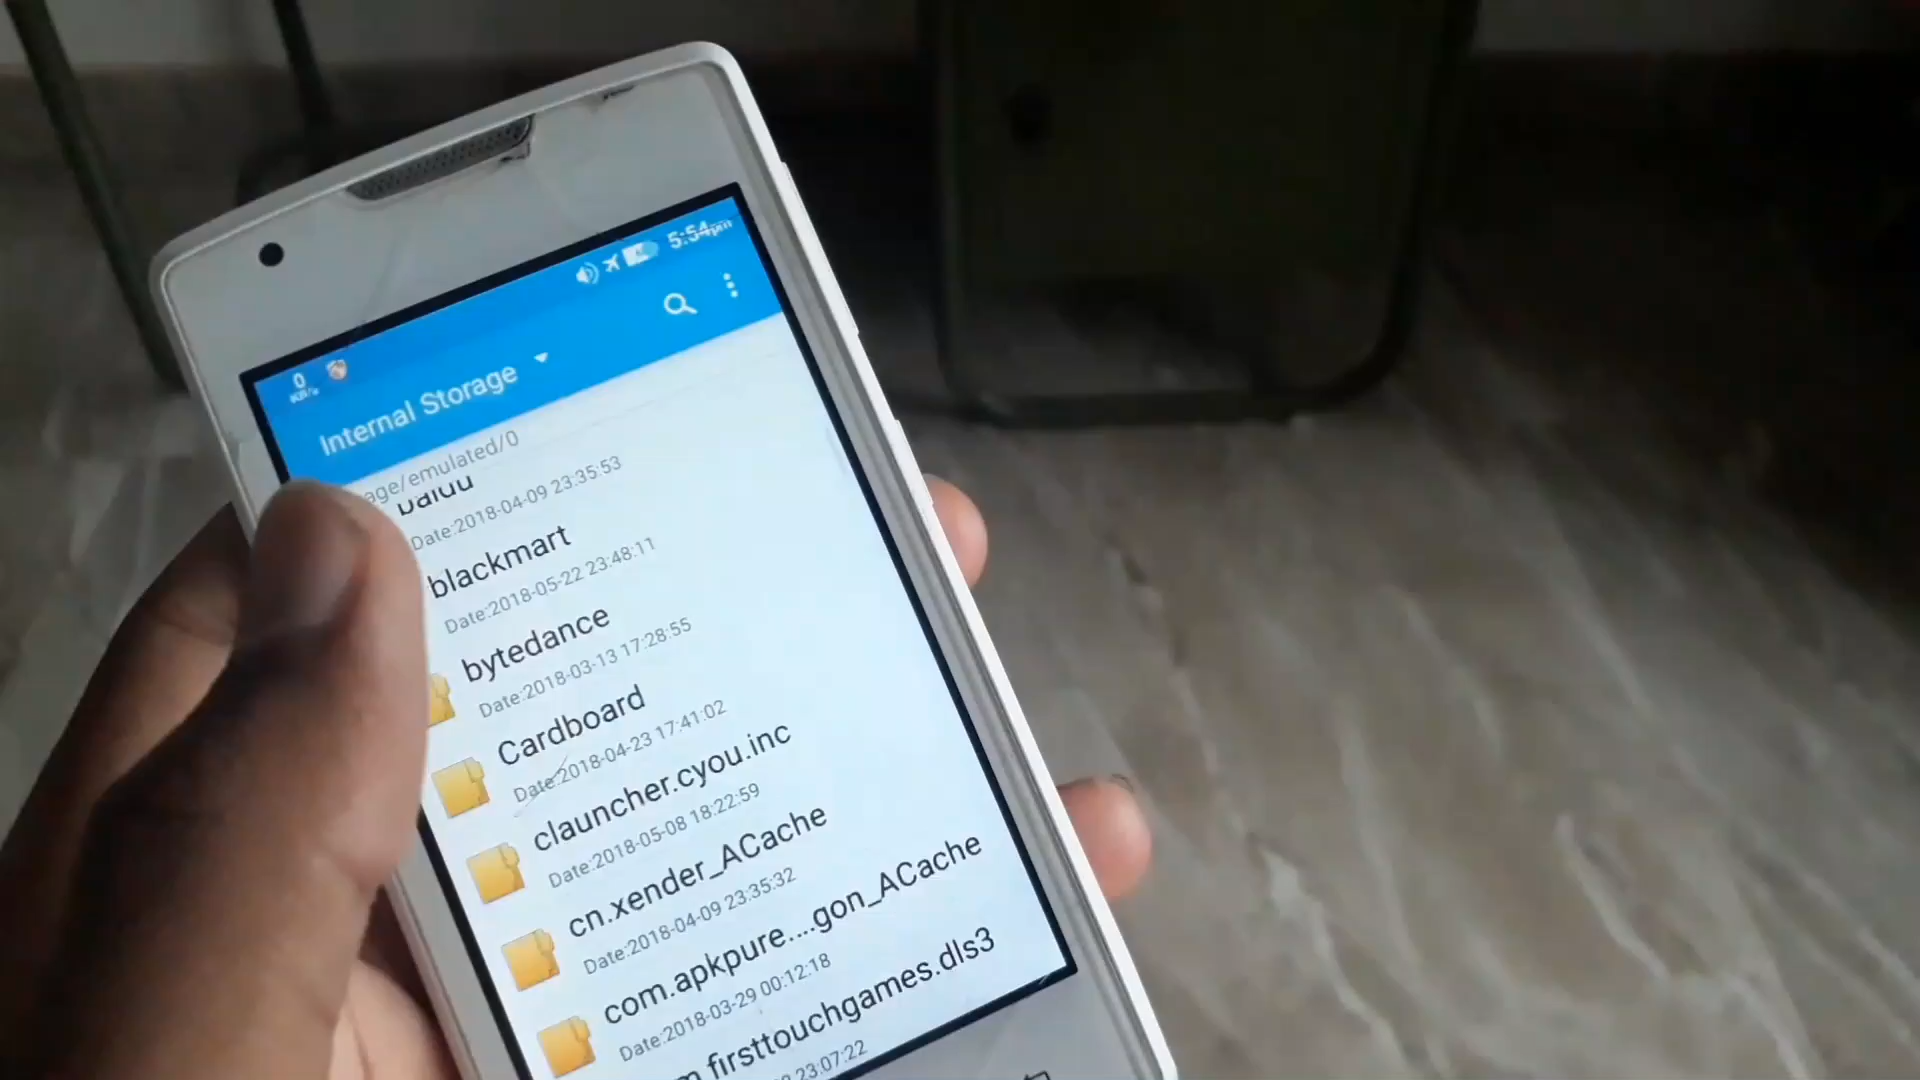 5:54pm
0
KB/s
Internal Storage
age/emulated/0
Date:2018-04-09 23:35:53
blackmart
Date:2018-05-22 23:48:11
bytedance
Date:2018-03-13 17:28:55
Cardboard
Date:2018-04-23 17:41:02
clauncher.cyou.inc
Date:2018-05-08 18:22:59
cn.xender_ACache
Date:2018-04-09 23:35:32
com.apkpure....gon_ACache
Date:2018-03-29 00:12:18
m.firsttouchgames.dls3
23:07:22